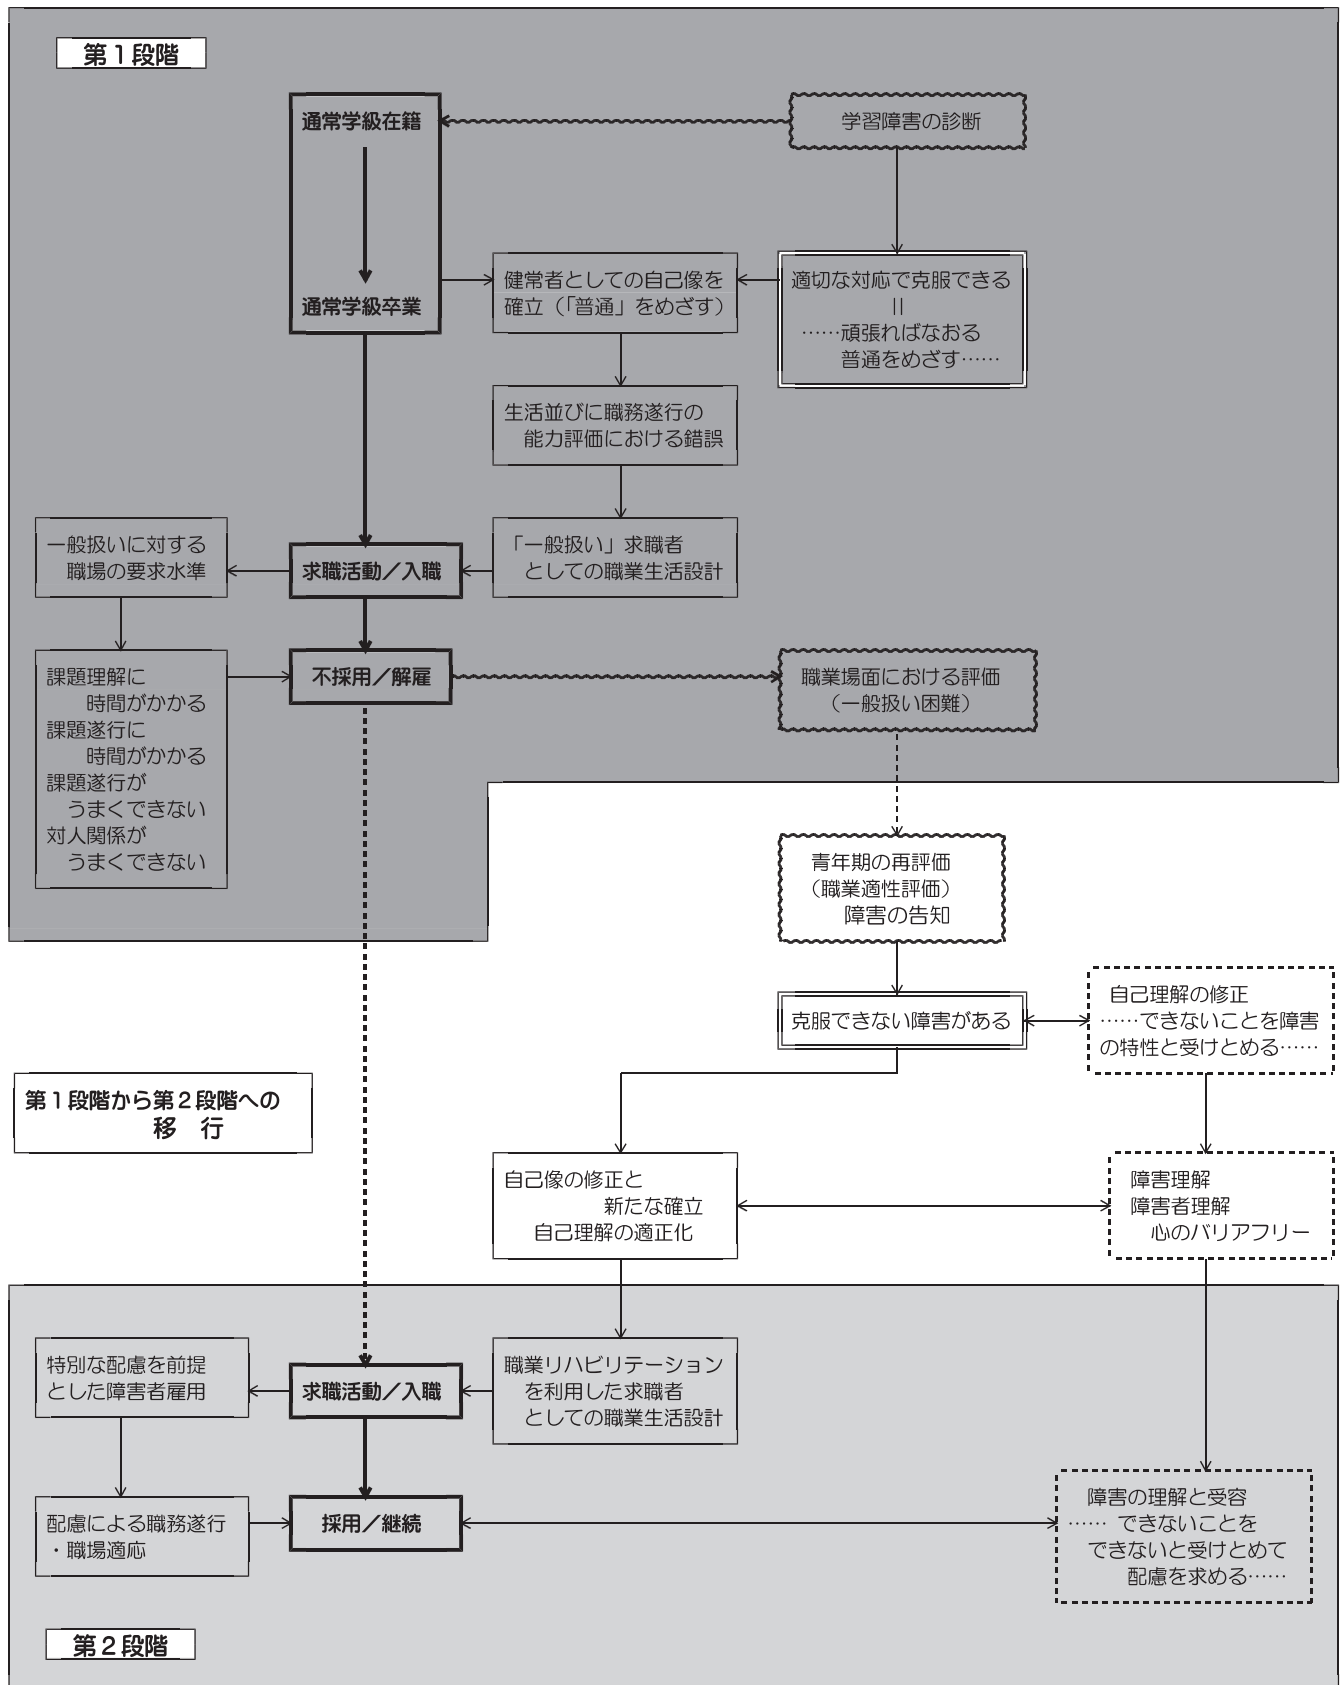 第１段階
通常学級在籍
学習障害の診断
通常学級卒業
健常者としての自己像を
確立（「普通」をめざす）
適切な対応で克服できる
＝
……頑張ればなおる
普通をめざす……
生活並びに職務遂行の
能力評価における錯誤
一般扱いに対する
職場の要求水準
求職活動／入職
「一般扱い」求職者
としての職業生活設計
課題理解に
時間がかかる
課題遂行に
時間がかかる
課題遂行が
うまくできない
対人関係が
うまくできない
不採用／解雇
職業場面における評価
（一般扱い困難）
青年期の再評価
（職業適性評価）
障害の告知
克服できない障害がある
自己理解の修正
……できないことを障害
の特性と受けとめる……
第１段階から第２段階への
移　行
自己像の修正と
新たな確立
自己理解の適正化
障害理解
障害者理解
心のバリアフリー
特別な配慮を前提
とした障害者雇用
求職活動／入職
職業リハビリテーション
を利用した求職者
としての職業生活設計
配慮による職務遂行
・職場適応
採用／継続
障害の理解と受容
…… できないことを
できないと受けとめて
配慮を求める……
第２段階